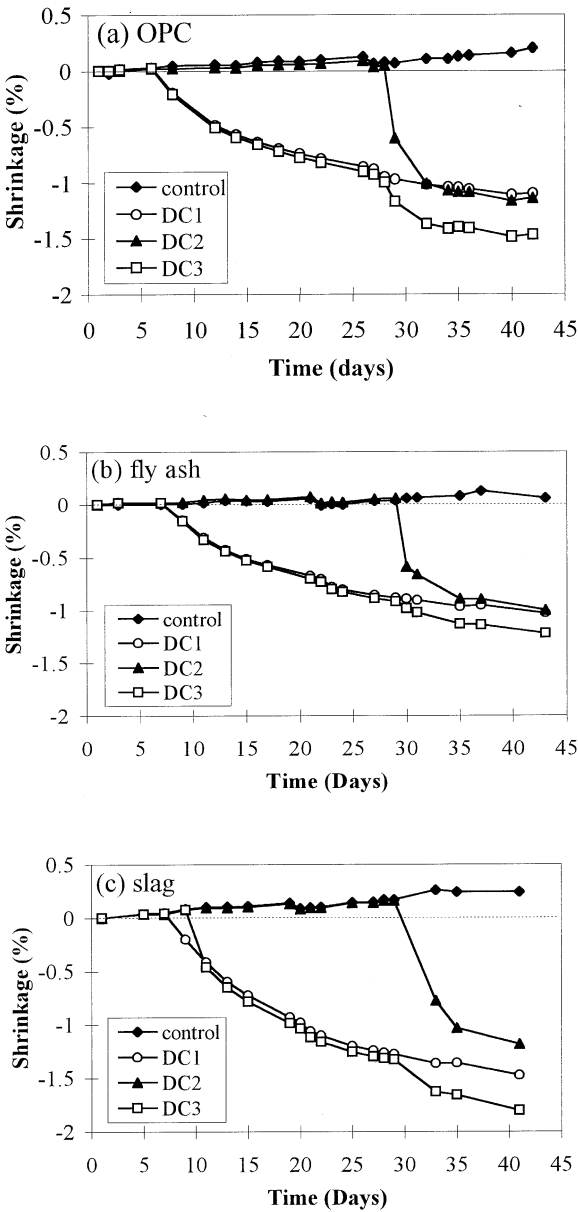 (a) OPC
0.5
0
-0.5
-1
-1.5
-2
Shrinkage (%)
control
DC1
DC2
DC3
0 5 10 15 20 25 30 35 40 45
Time (days)
(b) fly ash
0.5
0
-0.5
-1
-1.5
-2
Shrinkage (%)
control
DC1
DC2
DC3
0 5 10 15 20 25 30 35 40 45
Time (Days)
(c) slag
0.5
0
-0.5
-1
-1.5
-2
Shrinkage (%)
control
DC1
DC2
DC3
0 5 10 15 20 25 30 35 40 45
Time (Days)